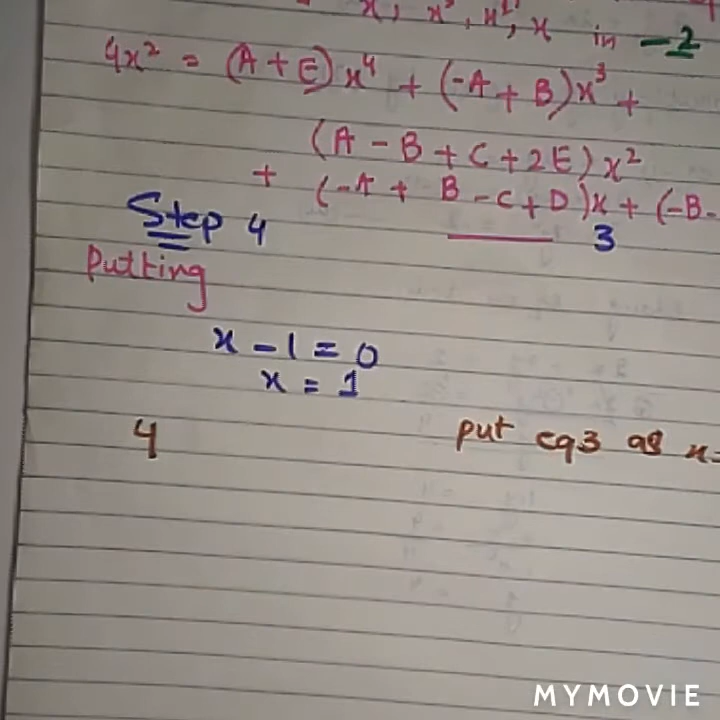 x, x³, x², x in -2
4x² = (A+E)x⁴ + (-A + B)x³ +
(A - B + C + 2E)x²
+ (-A + B - C + D)x + (-B-
3
Step 4
Putting
x - 1 = 0
x = 1
4 put eq3 as x=
MYMOVIE